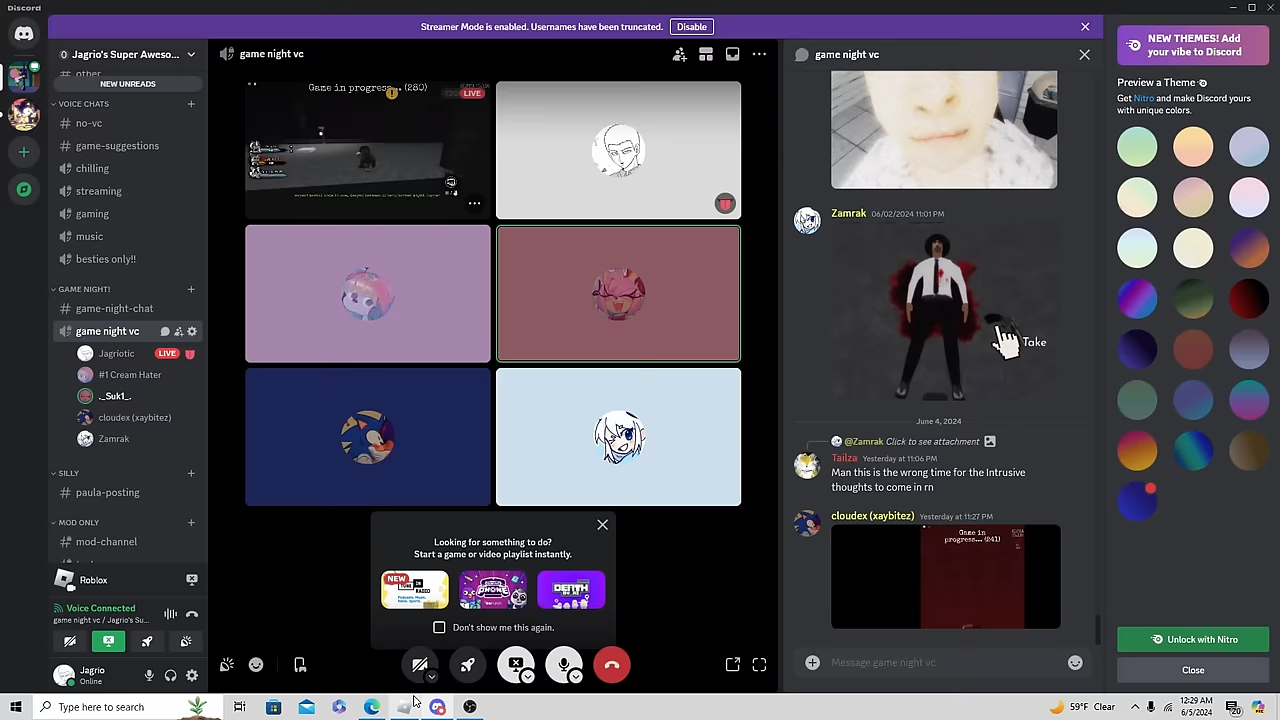 Discord
Streamer Mode is enabled. Usernames have been truncated.
Disable
Jagrio's Super Aweso...
other
NEW UNREADS
VOICE CHATS
no-vc
game-suggestions
chilling
streaming
gaming
music
besties only!!
GAME NIGHT!
game-night-chat
game night vc
Jagriotic
LIVE
#1 Cream Hater
._Suk1_.
cloudex (xaybitez)
Zamrak
SILLY
paula-posting
MOD ONLY
mod-channel
Roblox
Voice Connected
game night vc / Jagrio's Su...
Jagrio
Online
game night vc
Game in progress... (280)
LIVE
Looking for something to do?
Start a game or video playlist instantly.
NEW
Don't show me this again.
game night vc
Zamrak 06/02/2024 11:01 PM
Take
June 4, 2024
@Zamrak Click to see attachment
Tailza Yesterday at 11:06 PM
Man this is the wrong time for the Intrusive
thoughts to come in rn
cloudex (xaybitez) Yesterday at 11:27 PM
Game in
progress... (241)
Message game night vc
NEW THEMES! Add
your vibe to Discord
Preview a Theme
Get Nitro and make Discord yours
with unique colors.
Unlock with Nitro
Close
Type here to search
59°F Clear
12:29 AM
6/5/2024
20